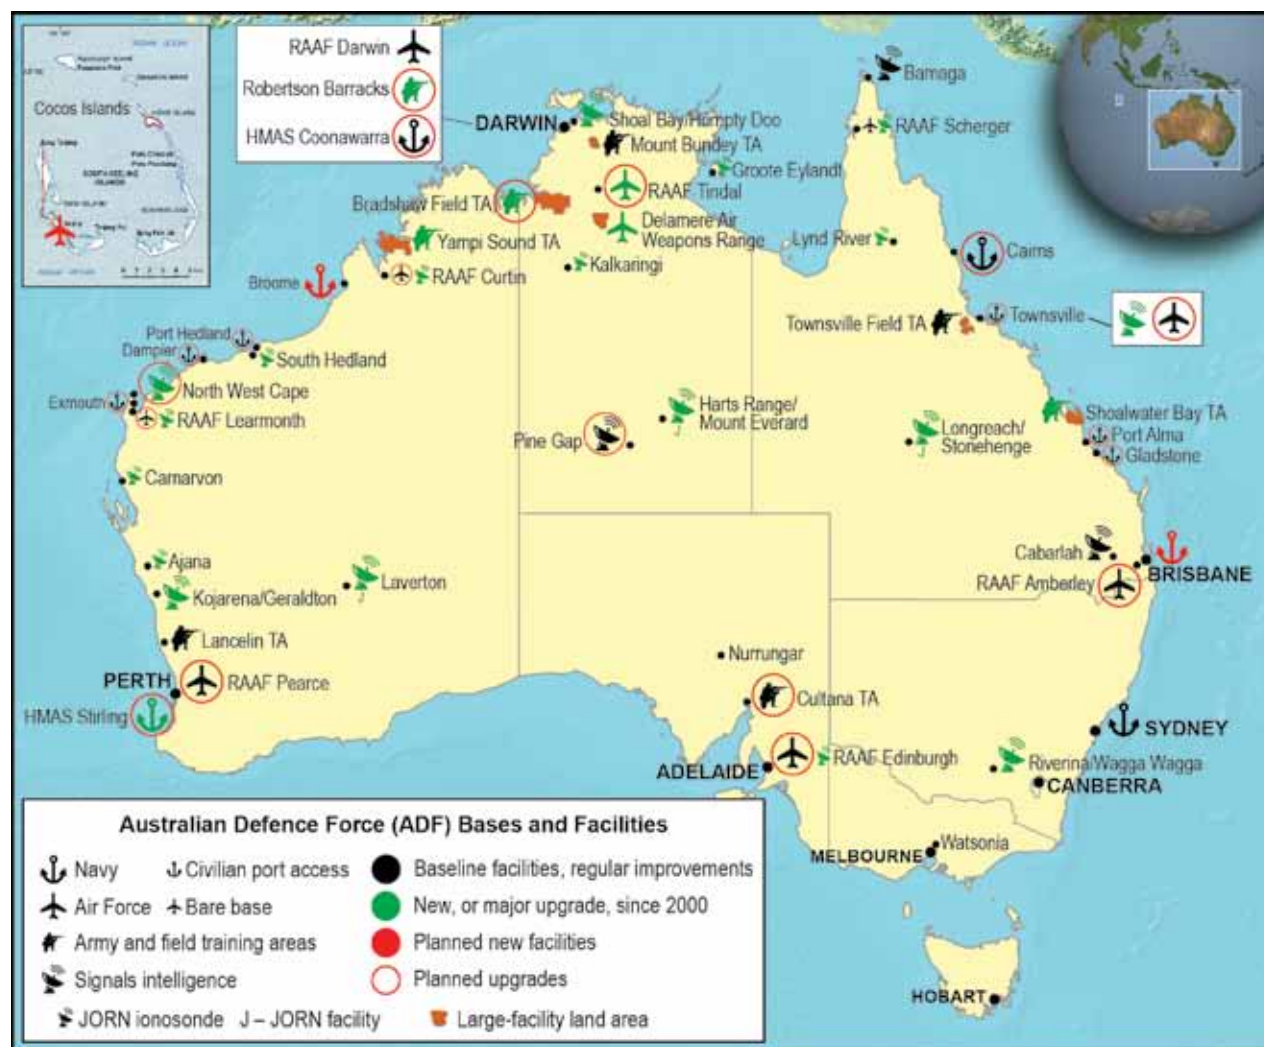 Cocos Islands
RAAF Darwin
Robertson Barracks
HMAS Coonawarra
DARWIN
Shoal Bay/Humpty Doo
Mount Bundey TA
Groote Eylandt
RAAF Tindal
Bradshaw Field TA
Delamere Air
Weapons Range
Yampi Sound TA
Kalkaringi
RAAF Curtin
Broome
Bamaga
RAAF Scherger
Lynd River
Cairns
Townsville
Townsville Field TA
Port Hedland
Dampier
South Hedland
North West Cape
Exmouth
RAAF Learmonth
Harts Range/
Mount Everard
Pine Gap
Longreach/
Stonehenge
Shoalwater Bay TA
Port Alma
Gladstone
Carnarvon
Ajana
Kojarena/Geraldton
Laverton
Cabarlah
BRISBANE
RAAF Amberley
Lancelin TA
PERTH
RAAF Pearce
HMAS Stirling
Nurrungar
Cultana TA
ADELAIDE
RAAF Edinburgh
SYDNEY
Riverina/Wagga Wagga
CANBERRA
Watsonia
MELBOURNE
HOBART
Australian Defence Force (ADF) Bases and Facilities
Navy
Civilian port access
Baseline facilities, regular improvements
Air Force
Bare base
New, or major upgrade, since 2000
Army and field training areas
Planned new facilities
Signals intelligence
Planned upgrades
JORN ionosonde
J – JORN facility
Large-facility land area